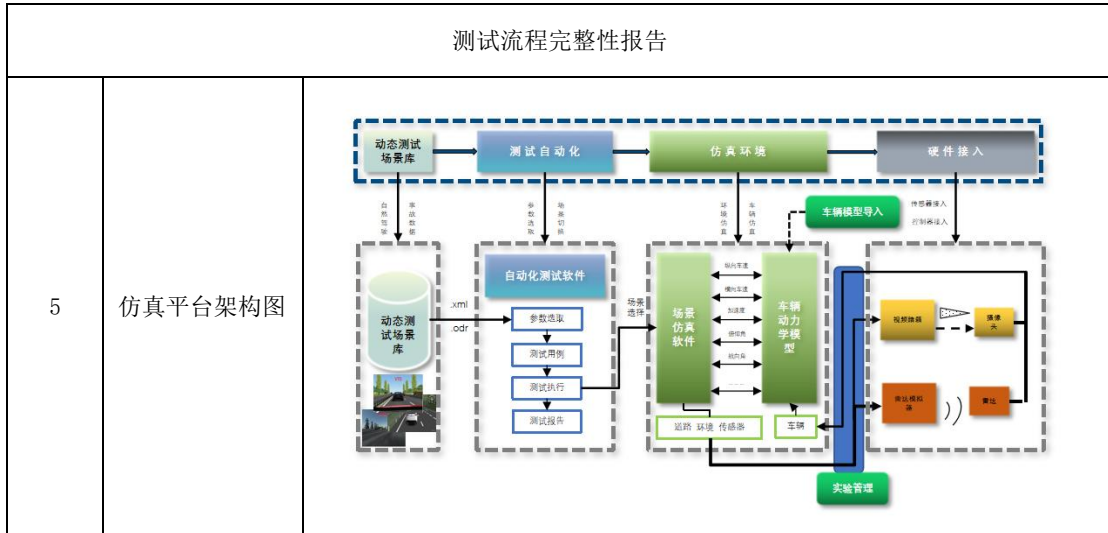 测试流程完整性报告
5
仿真平台架构图
动态测试
场景库
测试自动化
仿真环境
硬件接入
自然驾驶
事故数据
参数选取
场景切换
环境仿真
车辆仿真
车辆模型导入
传感器接入
控制器接入
动态测
试场景
库
.xml
.odr
自动化测试软件
参数选取
测试用例
测试执行
测试报告
场景
选择
场景
仿真
软件
纵向车速
横向车速
加速度
侧倾角
航向角
………
车辆
动力
学模
型
道路 环境 传感器
车辆
摄像
头
雷达模拟
器
雷达
实验管理